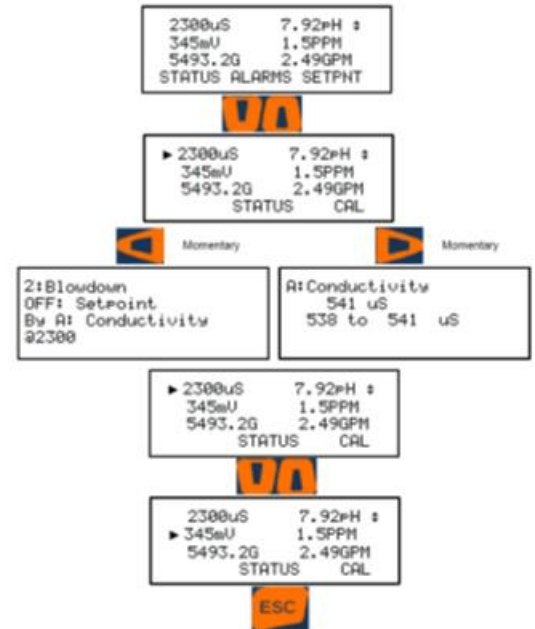 2300uS 7.92pH ↕
345mV 1.5PPM
5493.2G 2.49GPM
STATUS ALARMS SETPNT
► 2300uS 7.92pH ↕
345mV 1.5PPM
5493.2G 2.49GPM
STATUS CAL
Momentary
Momentary
2:Blowdown
OFF: Setpoint
By A: Conductivity
@2300
A:Conductivity
541 uS
538 to 541 uS
► 2300uS 7.92pH ↕
345mV 1.5PPM
5493.2G 2.49GPM
STATUS CAL
2300uS 7.92pH ↕
► 345mV 1.5PPM
5493.2G 2.49GPM
STATUS CAL
ESC